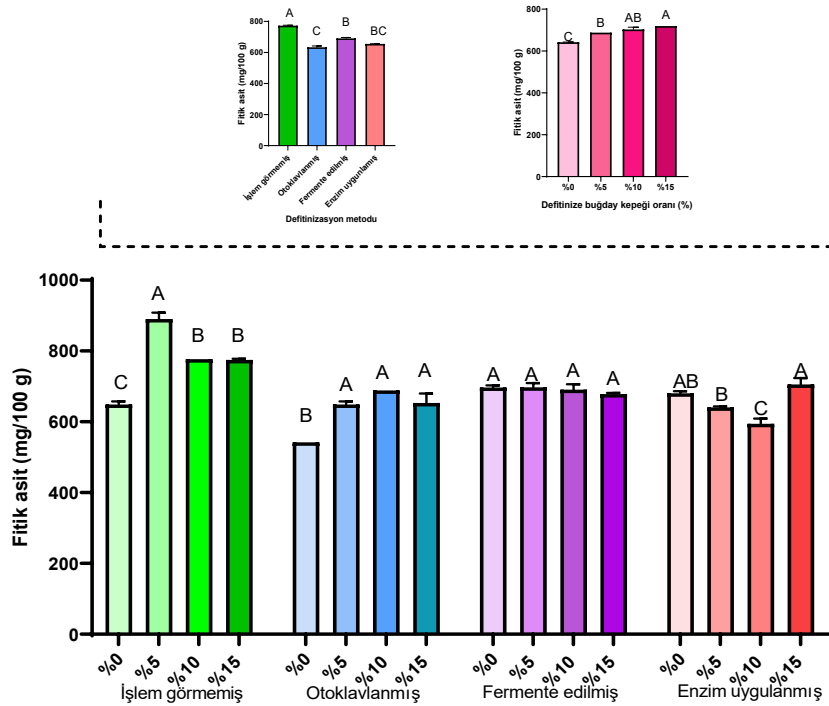 800
600
400
200
0
Fitik asit (mg/100 g)
A
C
B
BC
İşlem görmemiş
Otoklavlanmış
Fermente edilmiş
Enzim uygulanmış
Defitinizasyon metodu
800
600
400
200
0
Fitik asit (mg/100 g)
C
B
AB
A
%0
%5
%10
%15
Defitinize buğday kepeği oranı (%)
1000
800
600
400
200
0
Fitik asit (mg/100 g)
C
A
B
B
B
A
A
A
A
A
A
A
AB
B
C
A
%0
%5
%10
%15
%0
%5
%10
%15
%0
%5
%10
%15
%0
%5
%10
%15
İşlem görmemiş
Otoklavlanmış
Fermente edilmiş
Enzim uygulanmış